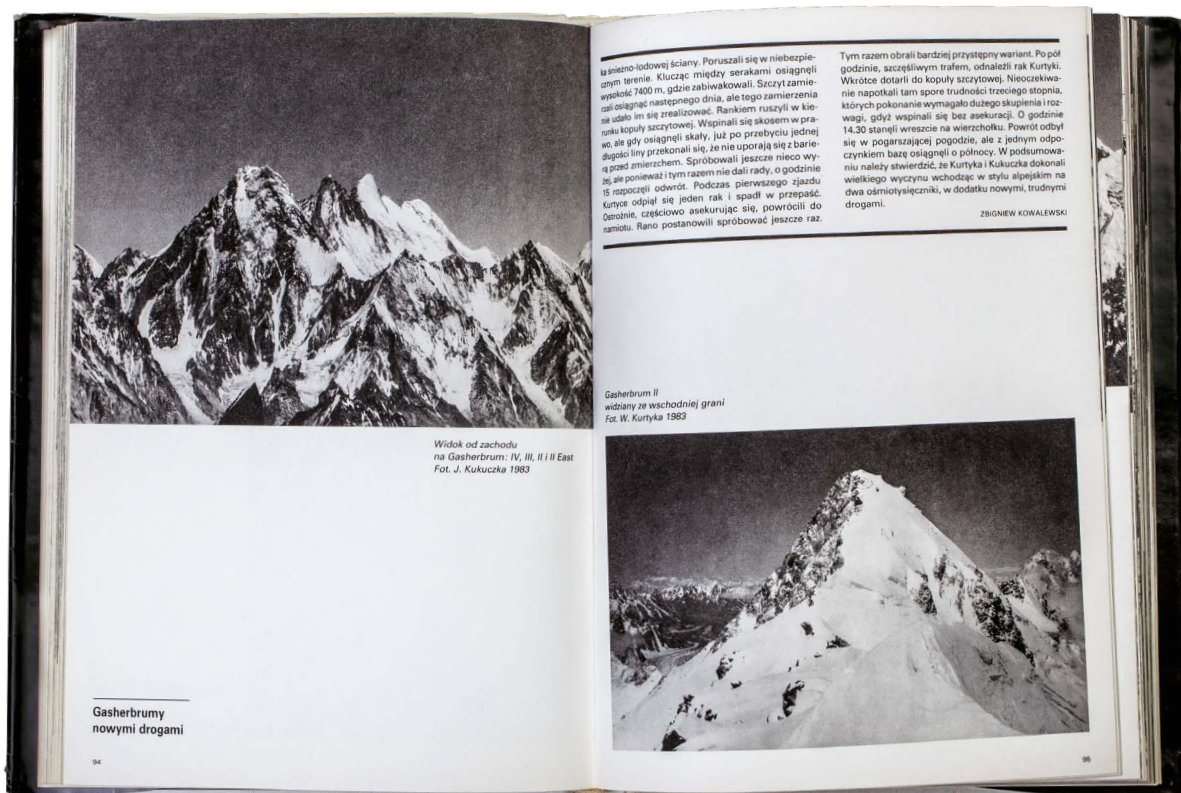 Widok od zachodu
na Gasherbrum: IV, III, II i II East
Fot. J. Kukuczka 1983
Gasherbrumy
nowymi drogami
94
ka śnieżno-lodowej ściany. Poruszali się w niebezpie-
cznym terenie. Klucząc między serakami osiągnęli
wysokość 7400 m, gdzie zabiwakowali. Szczyt zamie-
rzali osiągnąć następnego dnia, ale tego zamierzenia
nie udało im się zrealizować. Rankiem ruszyli w kie-
runku kopuły szczytowej. Wspinali się skosem w pra-
wo, ale gdy osiągnęli skały, już po przebyciu jednej
długości liny przekonali się, że nie uporają się z barie-
rą przed zmierzchem. Spróbowali jeszcze nieco wy-
żej, ale ponieważ i tym razem nie dali rady, o godzinie
15 rozpoczęli odwrót. Podczas pierwszego zjazdu
Kurtyce odpiął się jeden rak i spadł w przepaść.
Ostrożnie, częściowo asekurując się, powrócili do
namiotu. Rano postanowili spróbować jeszcze raz.
Tym razem obrali bardziej przystępny wariant. Po pół
godzinie, szczęśliwym trafem, odnaleźli rak Kurtyki.
Wkrótce dotarli do kopuły szczytowej. Nieoczekiwa-
nie napotkali tam spore trudności trzeciego stopnia,
których pokonanie wymagało dużego skupienia i roz-
wagi, gdyż wspinali się bez asekuracji. O godzinie
14.30 stanęli wreszcie na wierzchołku. Powrót odbył
się w pogarszającej pogodzie, ale z jednym odpo-
czynkiem bazę osiągnęli o północy. W podsumowa-
niu należy stwierdzić, że Kurtyka i Kukuczka dokonali
wielkiego wyczynu wchodząc w stylu alpejskim na
dwa ośmiotysięczniki, w dodatku nowymi, trudnymi
drogami.
ZBIGNIEW KOWALEWSKI
Gasherbrum II
widziany ze wschodniej grani
Fot. W. Kurtyka 1983
95